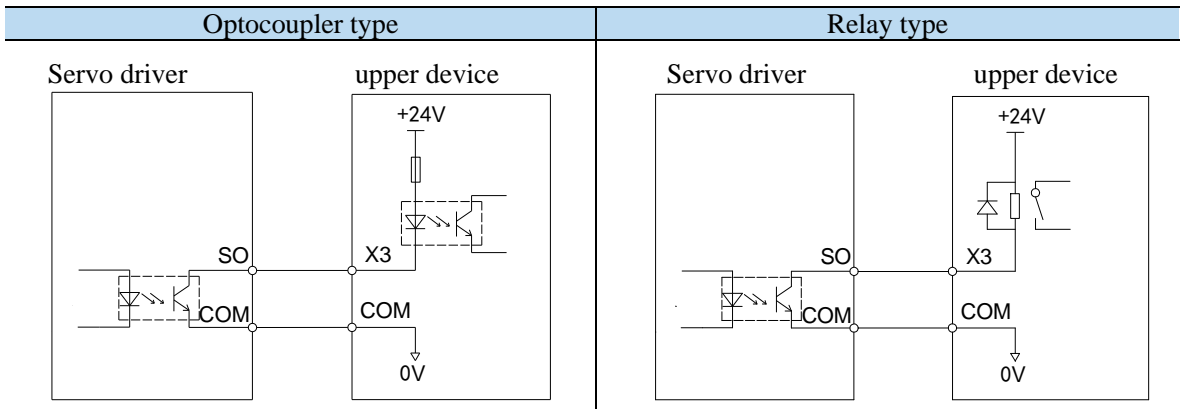 Optocoupler type
Relay type
Servo driver
upper device
+24V
SO
X3
COM
COM
0V
Servo driver
upper device
+24V
SO
X3
COM
COM
0V